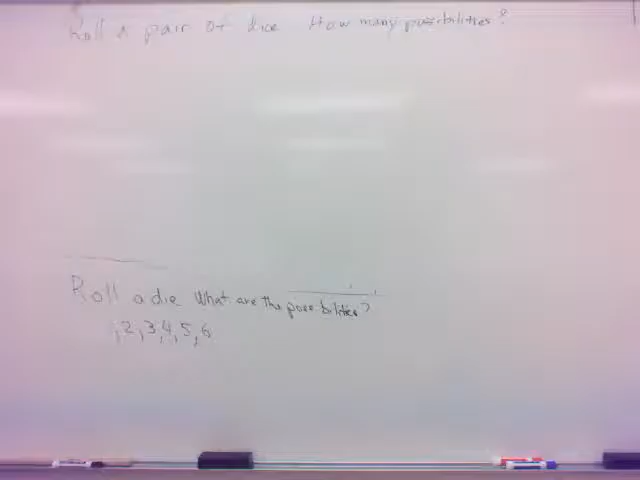 Roll a pair of dice How many possibilities?
Roll a die What are the possibilities?
1,2,3,4,5,6